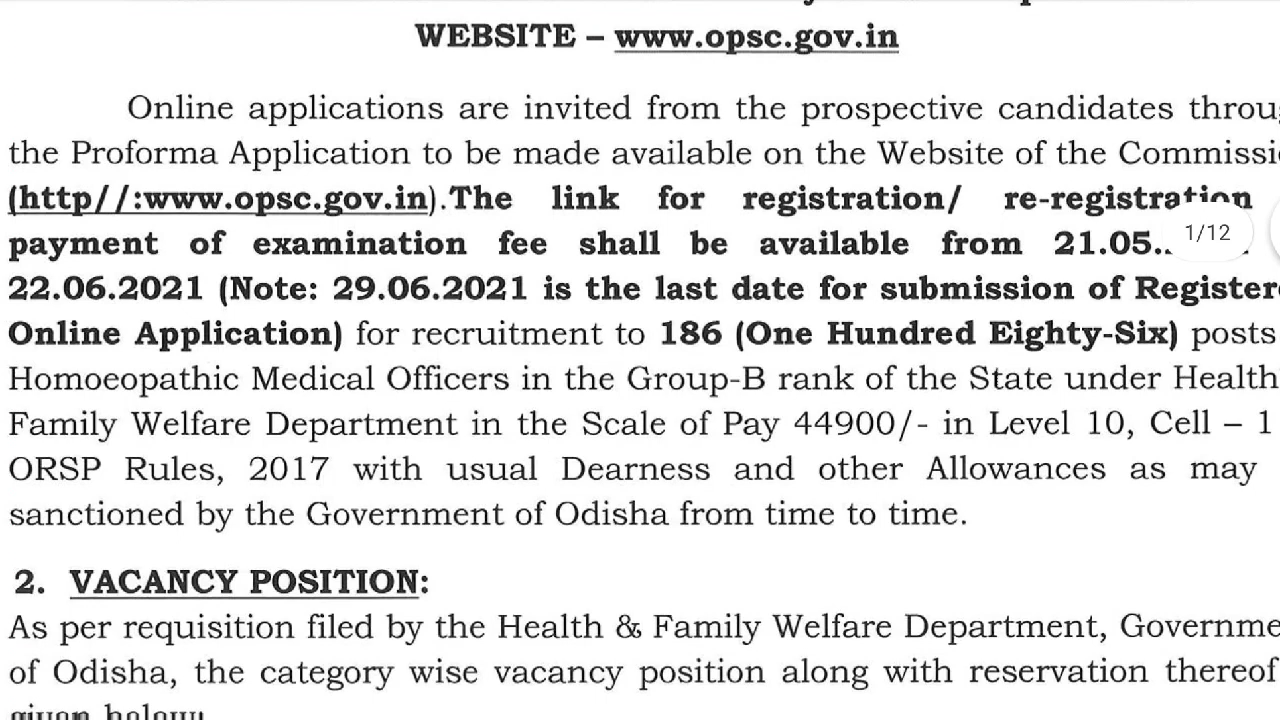 WEBSITE – www.opsc.gov.in
Online applications are invited from the prospective candidates
the Proforma Application to be made available on the Website of the
(http//:www.opsc.gov.in).The link for registration/ re-registration
payment of examination fee shall be available from 21.05.
1/12
22.06.2021 (Note: 29.06.2021 is the last date for submission of
Online Application) for recruitment to 186 (One Hundred Eighty-Six) posts
Homoeopathic Medical Officers in the Group-B rank of the State under Health
Family Welfare Department in the Scale of Pay 44900/- in Level 10, Cell – 1
ORSP Rules, 2017 with usual Dearness and other Allowances as may
sanctioned by the Government of Odisha from time to time.
2. VACANCY POSITION:
As per requisition filed by the Health & Family Welfare Department,
of Odisha, the category wise vacancy position along with reservation thereof